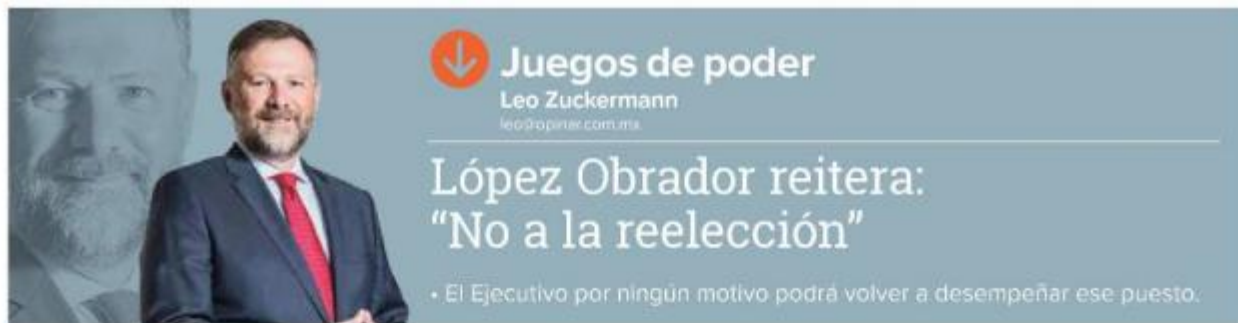 Juegos de poder
Leo Zuckermann
leo@opinar.com.mx
López Obrador reitera:
“No a la reelección”
• El Ejecutivo por ningún motivo podrá volver a desempeñar ese puesto.